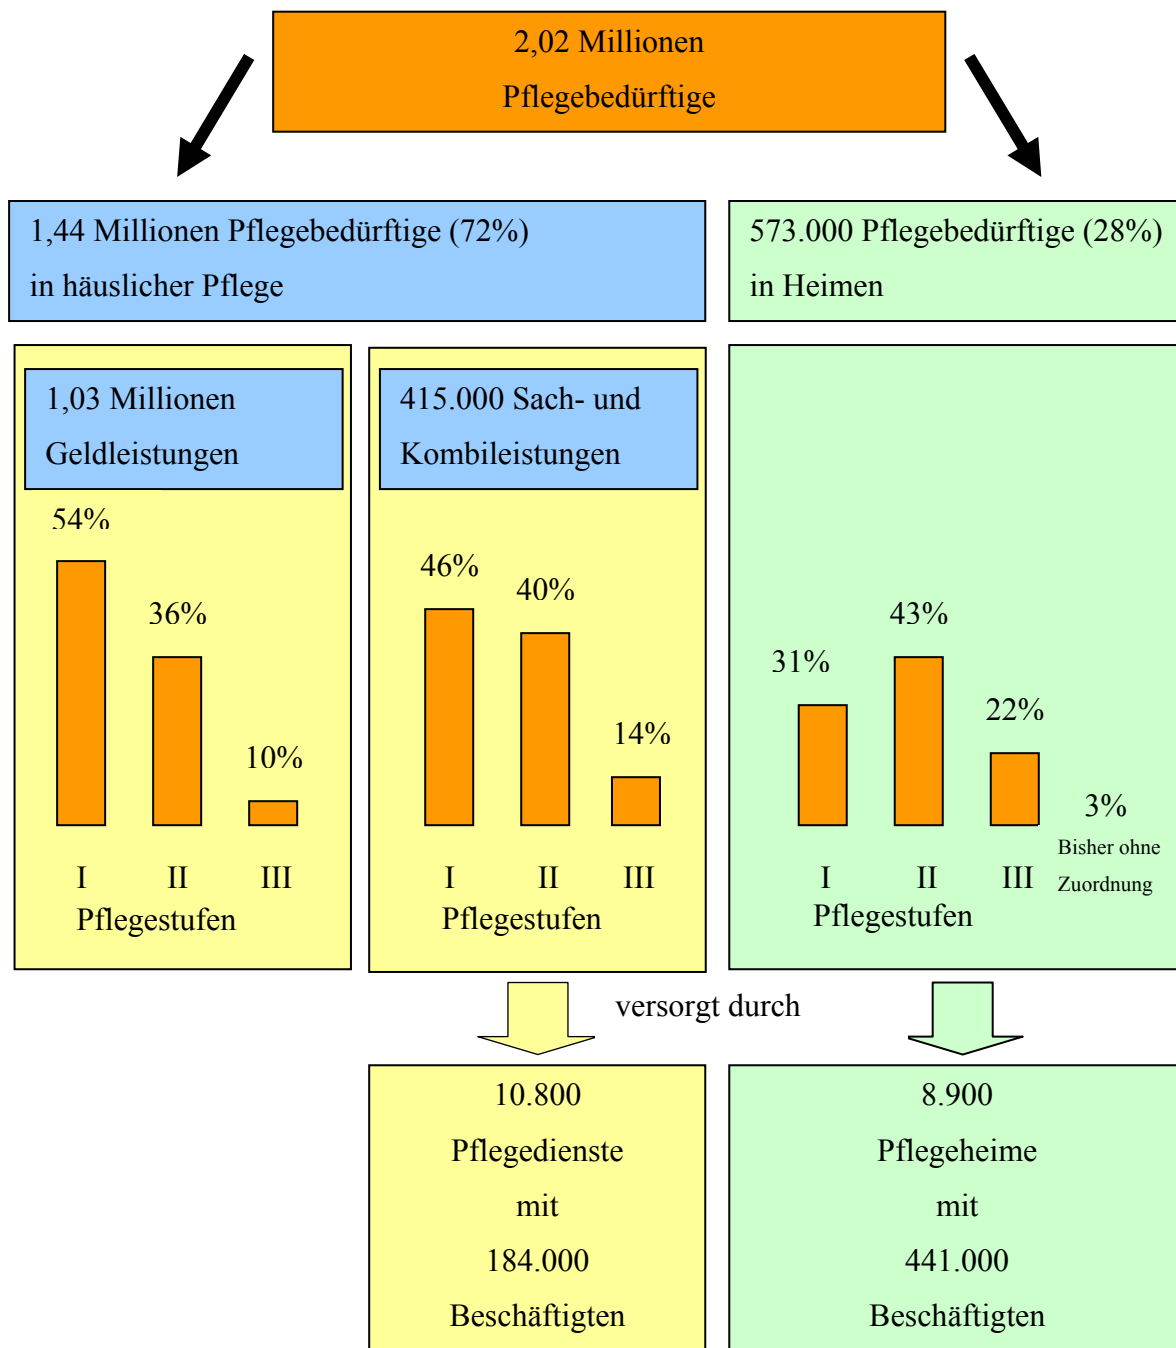 2,02 Millionen
Pflegebedürftige
1,44 Millionen Pflegebedürftige (72%)
in häuslicher Pflege
573.000 Pflegebedürftige (28%)
in Heimen
1,03 Millionen
Geldleistungen
54%
36%
10%
I II III
Pflegestufen
415.000 Sach- und
Kombileistungen
46%
40%
14%
I II III
Pflegestufen
31%
43%
22%
3%
Bisher ohne
Zuordnung
I II III
Pflegestufen
versorgt durch
10.800
Pflegedienste
mit
184.000
Beschäftigten
8.900
Pflegeheime
mit
441.000
Beschäftigten